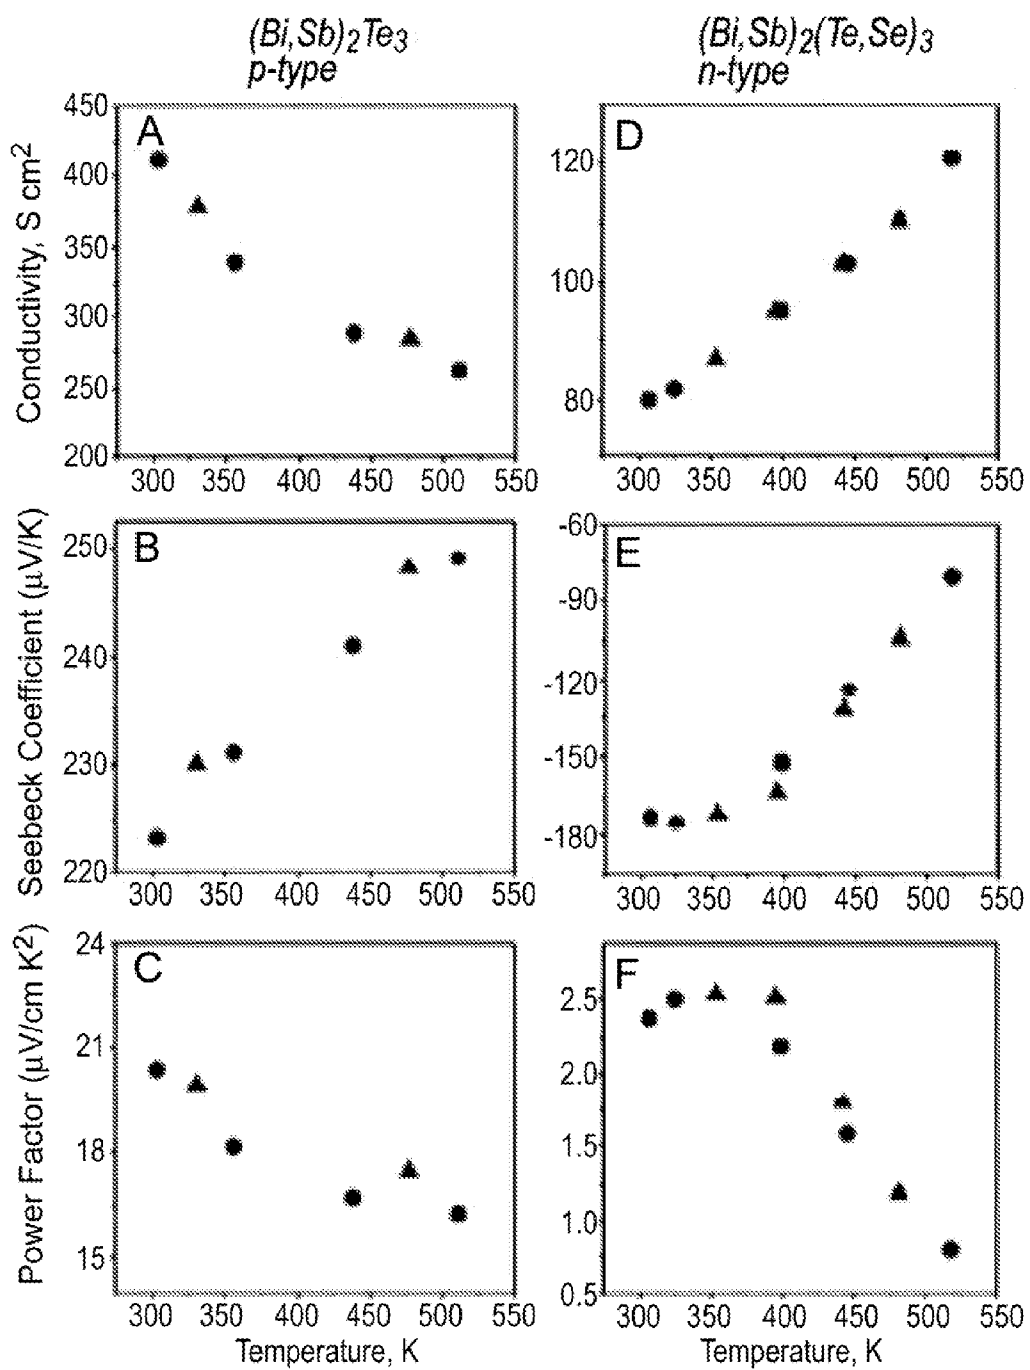 (Bi,Sb)2Te3
p-type
(Bi,Sb)2(Te,Se)3
n-type
Conductivity, S cm2
A
450
400
350
300
250
200
300 350 400 450 500 550
D
120
100
80
300 350 400 450 500 550
Seebeck Coefficient (μV/K)
B
250
240
230
220
300 350 400 450 500 550
E
-60
-90
-120
-150
-180
300 350 400 450 500 550
Power Factor (μV/cm K2)
C
24
21
18
15
300 350 400 450 500 550
Temperature, K
F
2.5
2.0
1.5
1.0
0.5
300 350 400 450 500 550
Temperature, K